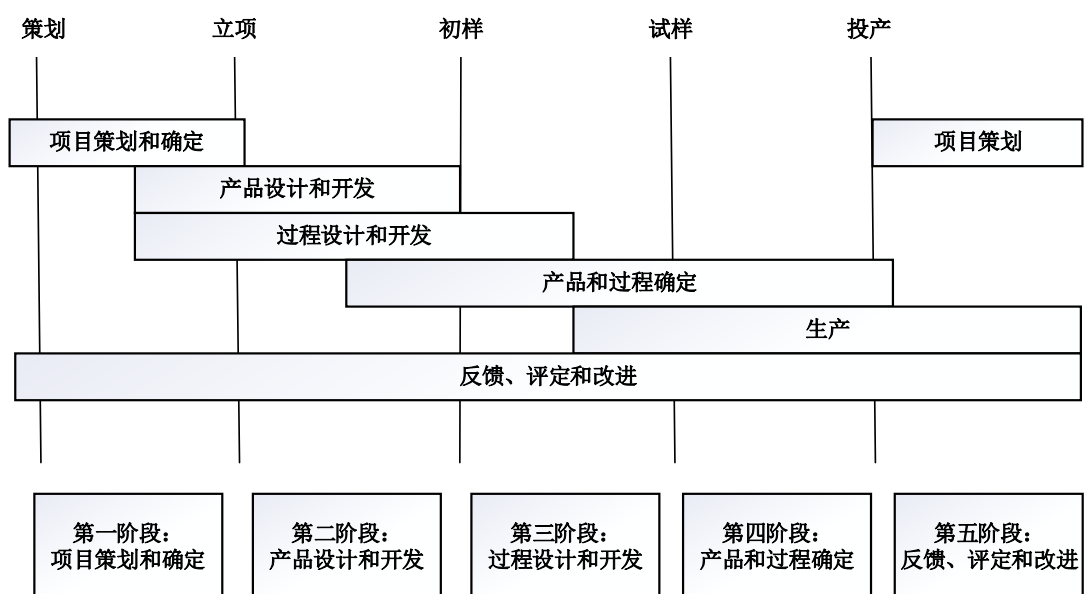 策划 立项 初样 试样 投产
项目策划和确定 项目策划
产品设计和开发
过程设计和开发
产品和过程确定
生产
反馈、评定和改进
第一阶段：
项目策划和确定
第二阶段：
产品设计和开发
第三阶段：
过程设计和开发
第四阶段：
产品和过程确定
第五阶段：
反馈、评定和改进